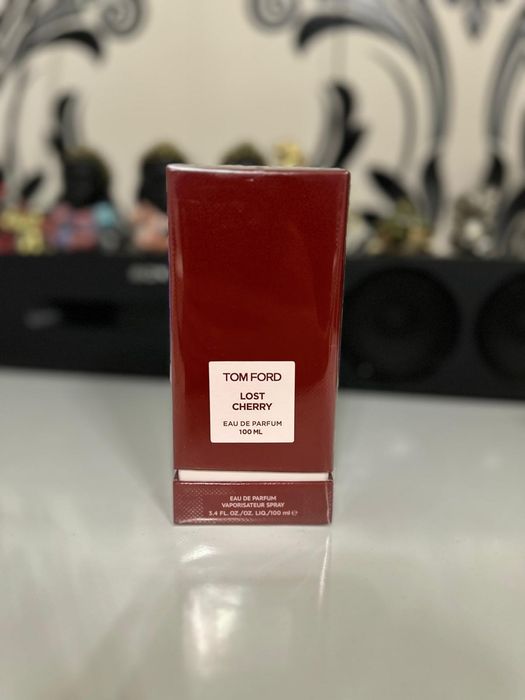 TOM FORD
LOST
CHERRY
EAU DE PARFUM
100 ML
EAU DE PARFUM
VAPORISATEUR SPRAY
3.4 FL. OZ./OZ. LIQ./100 ml ℮